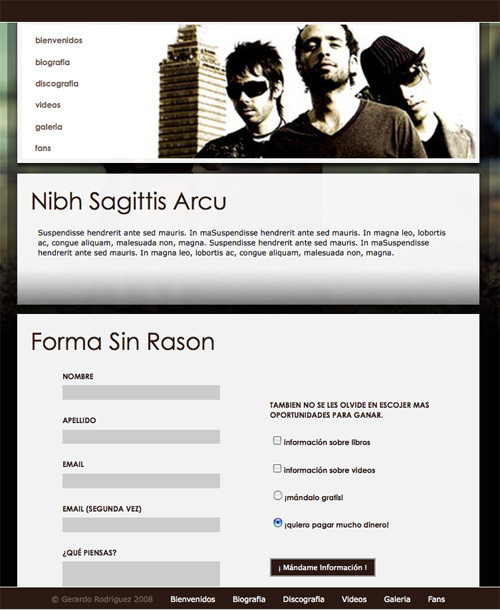 bienvenidos
biografia
discografia
videos
galeria
fans
Nibh Sagittis Arcu
Suspendisse hendrerit ante sed mauris. In maSuspendisse hendrerit ante sed mauris. In magna leo, lobortis
ac, congue aliquam, malesuada non, magna. Suspendisse hendrerit ante sed mauris. In maSuspendisse
hendrerit ante sed mauris. In magna leo, lobortis ac, congue aliquam, malesuada non, magna.
Forma Sin Rason
NOMBRE
APELLIDO
EMAIL
EMAIL (SEGUNDA VEZ)
¿QUÉ PIENSAS?
TAMBIEN NO SE LES OLVIDE EN ESCOJER MAS
OPORTUNIDADES PARA GANAR.
Información sobre libros
Información sobre videos
¡mándalo gratis!
¡quiero pagar mucho dinero!
¡ Mándame Información !
© Gerardo Rodriguez 2008 Bienvenidos Biografia Discografia Videos Galeria Fans